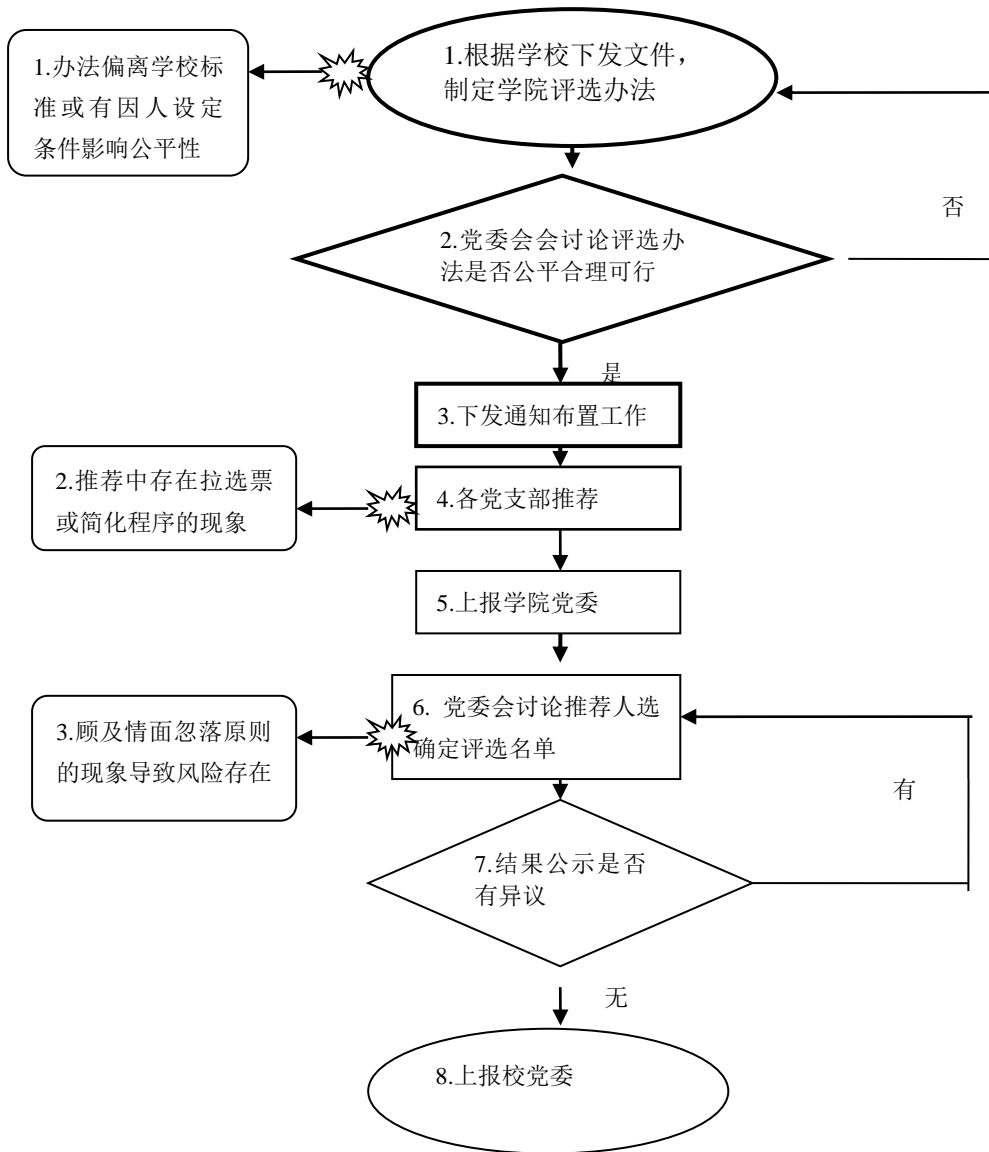 1.根据学校下发文件，
制定学院评选办法
1.办法偏离学校标
准或有因人设定
条件影响公平性
否
2.党委会会讨论评选办
法是否公平合理可行
是
3.下发通知布置工作
2.推荐中存在拉选票
或简化程序的现象
4.各党支部推荐
5.上报学院党委
6. 党委会讨论推荐人选
确定评选名单
3.顾及情面忽落原则
的现象导致风险存在
有
7.结果公示是否
有异议
无
8.上报校党委